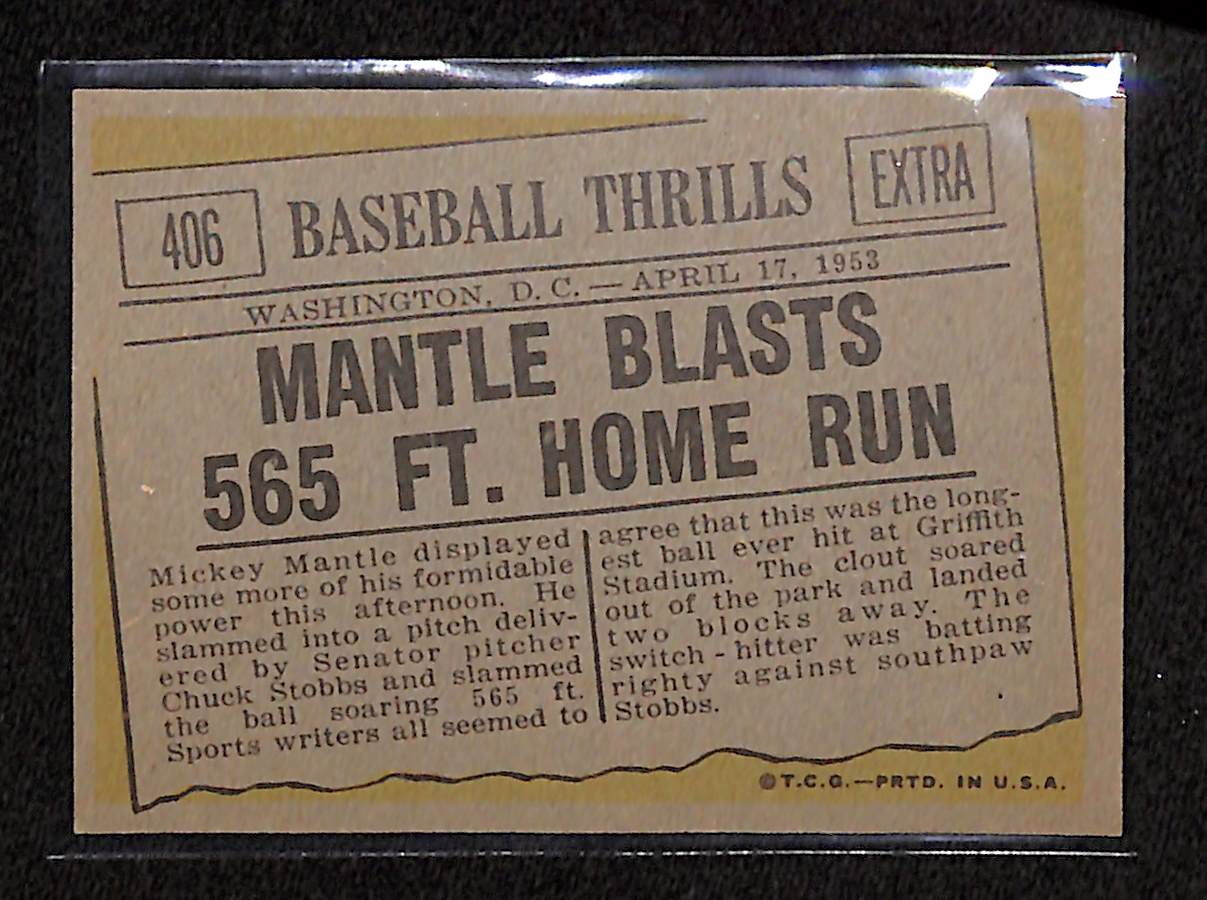 406 BASEBALL THRILLS EXTRA
WASHINGTON, D. C. — APRIL 17, 1953
MANTLE BLASTS
565 FT. HOME RUN
Mickey Mantle displayed
some more of his formidable
power this afternoon. He
slammed into a pitch deliv-
ered by Senator pitcher
Chuck Stobbs and slammed
the ball soaring 565 ft.
Sports writers all seemed to
agree that this was the long-
est ball ever hit at Griffith
Stadium. The clout soared
out of the park and landed
two blocks away. The
switch-hitter was batting
righty against southpaw
Stobbs.
©T.C.G.—PRTD. IN U.S.A.